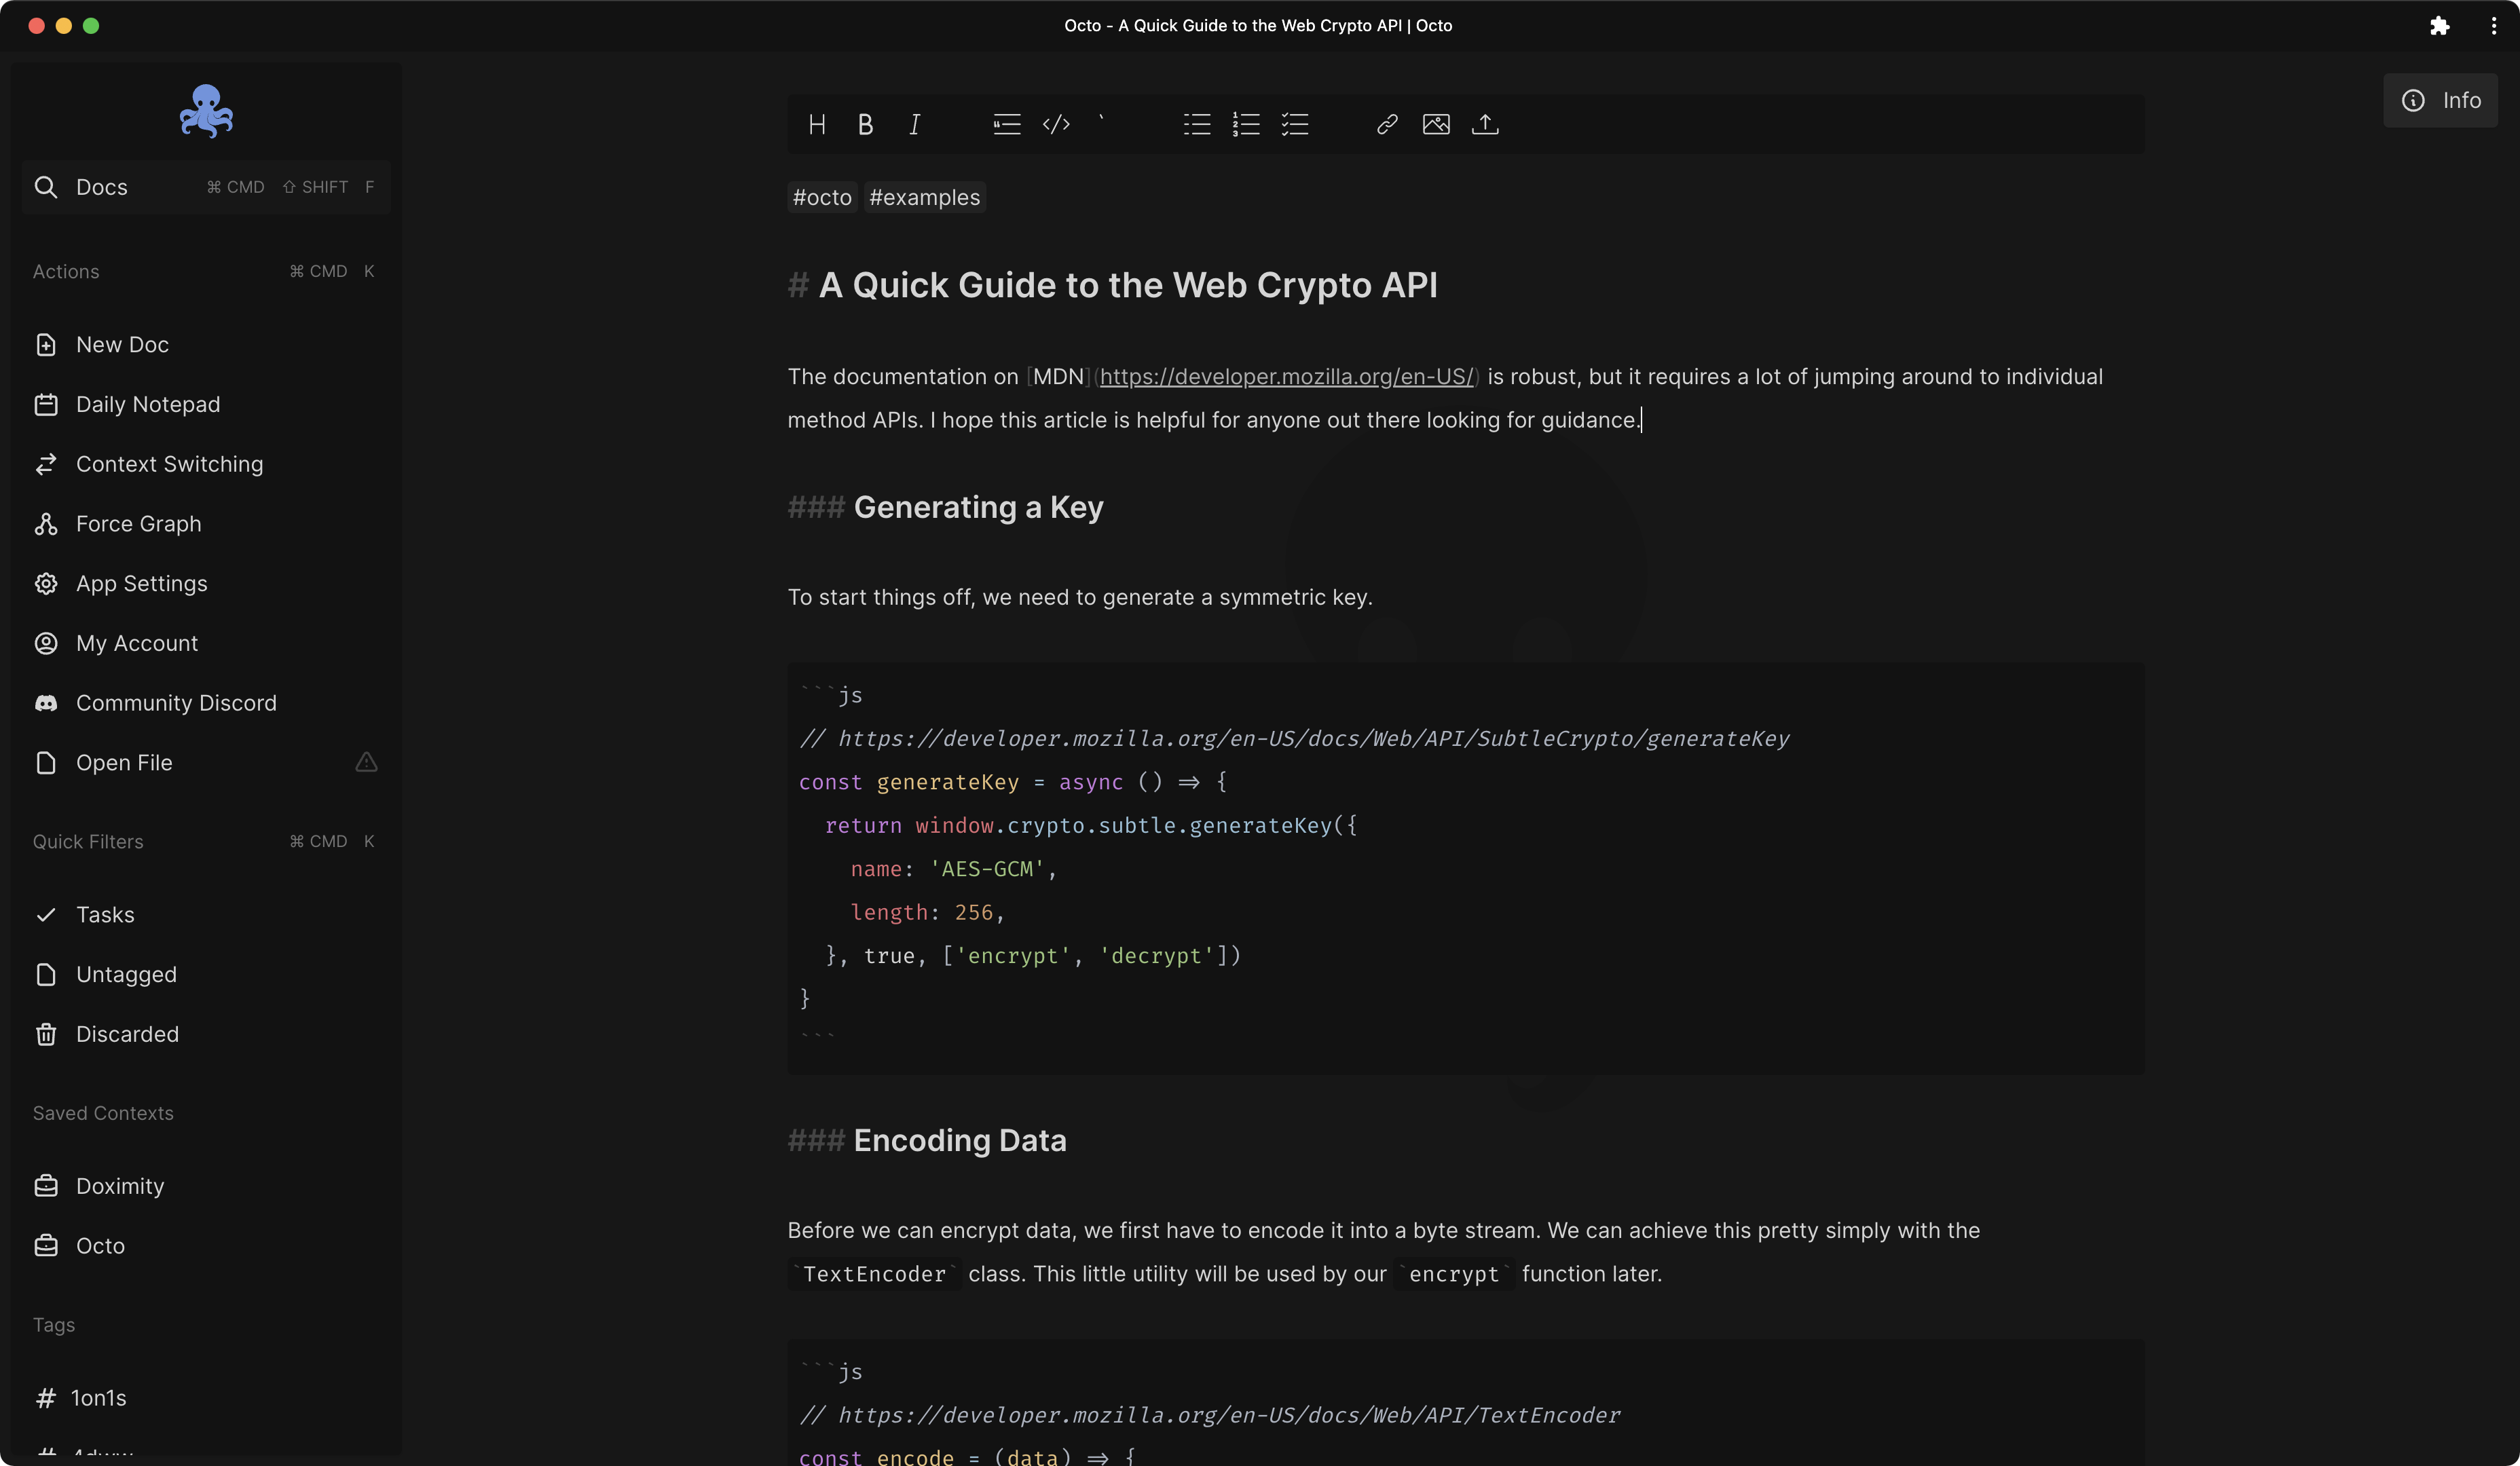 Octo - A Quick Guide to the Web Crypto API | Octo
Info
Docs ⌘ CMD ⇧ SHIFT F
Actions ⌘ CMD K
New Doc
Daily Notepad
Context Switching
Force Graph
App Settings
My Account
Community Discord
Open File
Quick Filters ⌘ CMD K
Tasks
Untagged
Discarded
Saved Contexts
Doximity
Octo
Tags
# 1on1s
H B I </> `
#octo #examples
# A Quick Guide to the Web Crypto API
The documentation on [MDN](https://developer.mozilla.org/en-US/) is robust, but it requires a lot of jumping around to individual
method APIs. I hope this article is helpful for anyone out there looking for guidance.
### Generating a Key
To start things off, we need to generate a symmetric key.
```js
// https://developer.mozilla.org/en-US/docs/Web/API/SubtleCrypto/generateKey
const generateKey = async () => {
return window.crypto.subtle.generateKey({
name: 'AES-GCM',
length: 256,
}, true, ['encrypt', 'decrypt'])
}
```
### Encoding Data
Before we can encrypt data, we first have to encode it into a byte stream. We can achieve this pretty simply with the
`TextEncoder` class. This little utility will be used by our `encrypt` function later.
```js
// https://developer.mozilla.org/en-US/docs/Web/API/TextEncoder
const encode = (data) => {